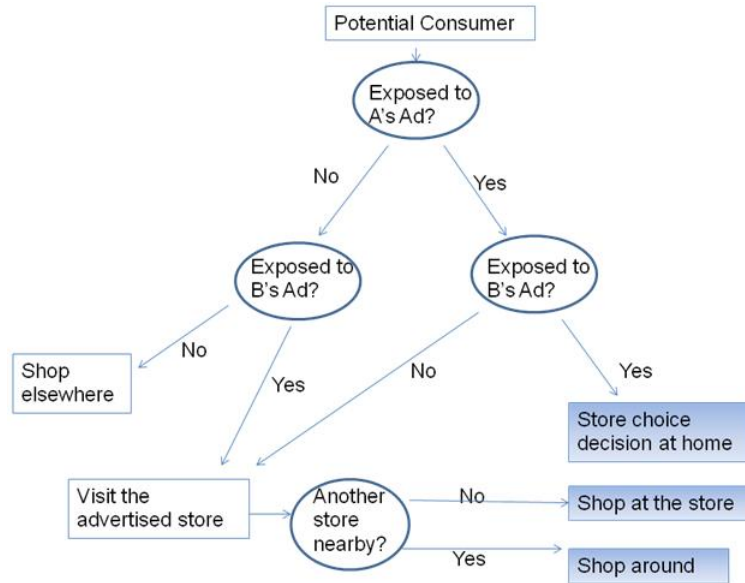 Potential Consumer
Exposed to
A's Ad?
No
Yes
Exposed to
B's Ad?
Exposed to
B's Ad?
No
Yes
No
Yes
Shop
elsewhere
Store choice
decision at home
Visit the
advertised store
Another
store
nearby?
No
Yes
Shop at the store
Shop around